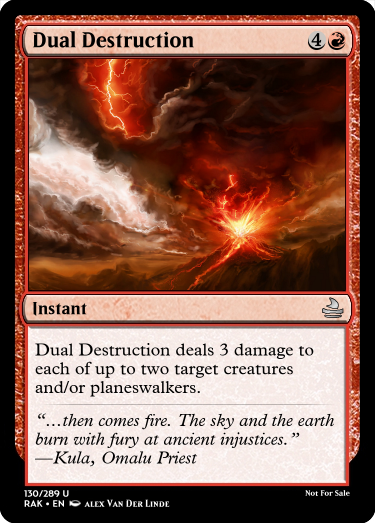 Dual Destruction 4
Instant
Dual Destruction deals 3 damage to
each of up to two target creatures
and/or planeswalkers.
“…then comes fire. The sky and the earth
burn with fury at ancient injustices.”
—Kula, Omalu Priest
130/289 U Not For Sale
RAK • EN ALEX VAN DER LINDE